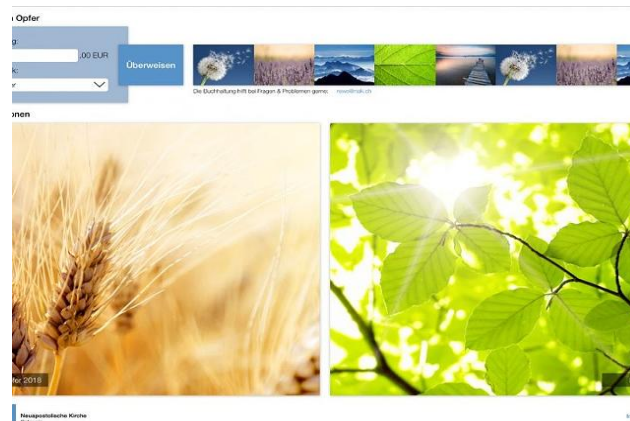 Opfer
g:
,00 EUR
k:
Überweisen
Die Buchhaltung hilft bei Fragen & Problemen gerne:
onen
fer 2018
Neuapostolische Kirche